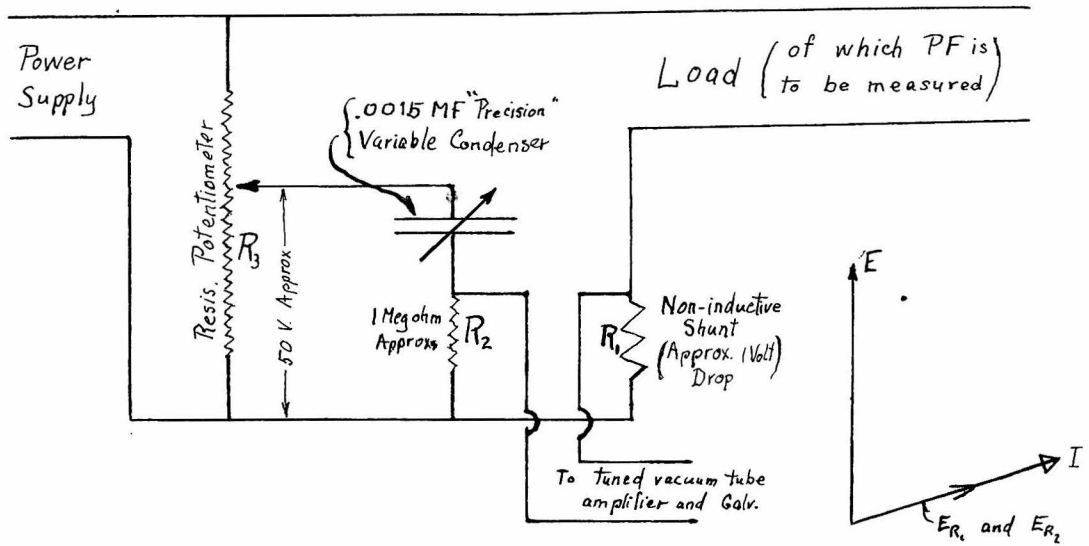 Power
Supply
Resis. Potentiometer
R3
50 V. Approx
.0015 MF "Precision"
Variable Condenser
1 Megohm
Approx.
R2
R1
Non-inductive
Shunt
(Approx. 1 Volt)
Drop
Load (of which PF is
to be measured)
To tuned vacuum tube
amplifier and Galv.
E
I
ER1 and ER2